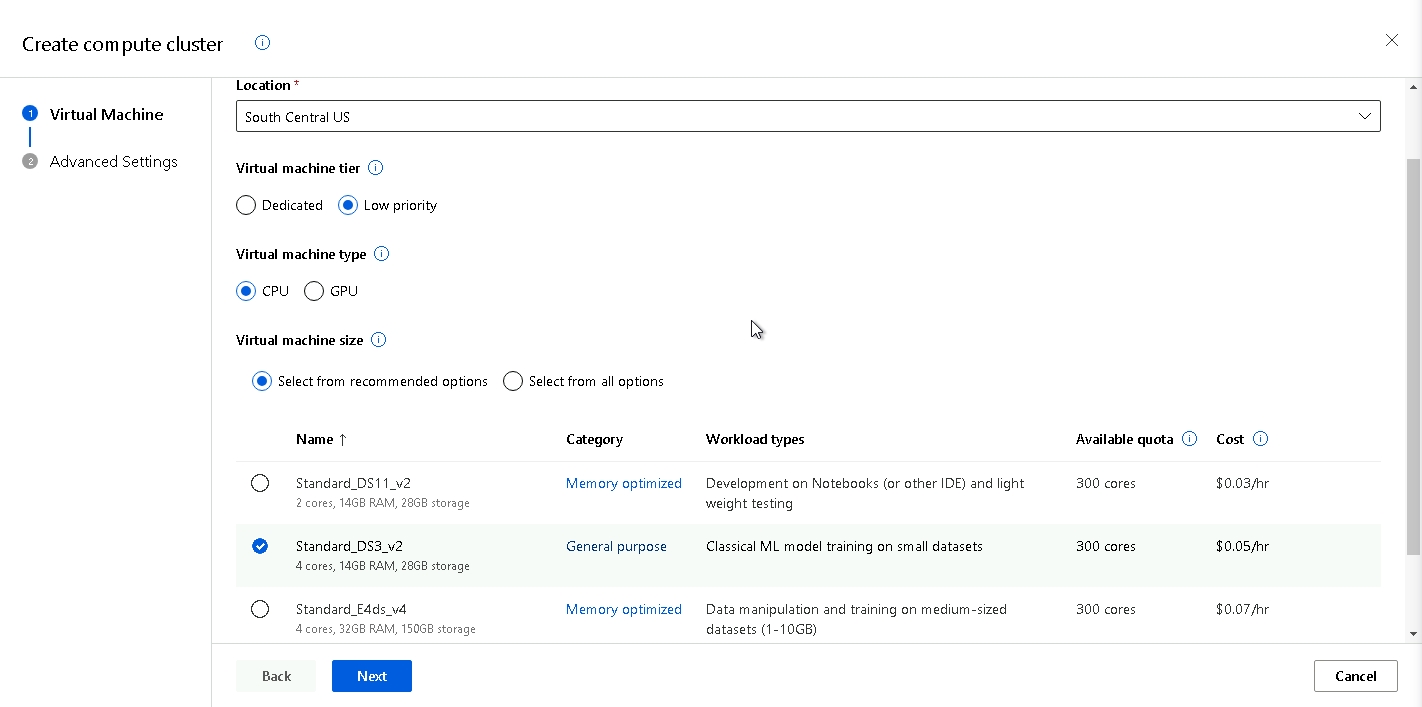 Create compute cluster
1 Virtual Machine
2 Advanced Settings
Location *
South Central US
Virtual machine tier
Dedicated Low priority
Virtual machine type
CPU GPU
Virtual machine size
Select from recommended options Select from all options
Name ↑ Category Workload types Available quota Cost
Standard_DS11_v2 Memory optimized Development on Notebooks (or other IDE) and light 300 cores $0.03/hr
2 cores, 14GB RAM, 28GB storage weight testing
Standard_DS3_v2 General purpose Classical ML model training on small datasets 300 cores $0.05/hr
4 cores, 14GB RAM, 28GB storage
Standard_E4ds_v4 Memory optimized Data manipulation and training on medium-sized 300 cores $0.07/hr
4 cores, 32GB RAM, 150GB storage datasets (1-10GB)
Back Next Cancel